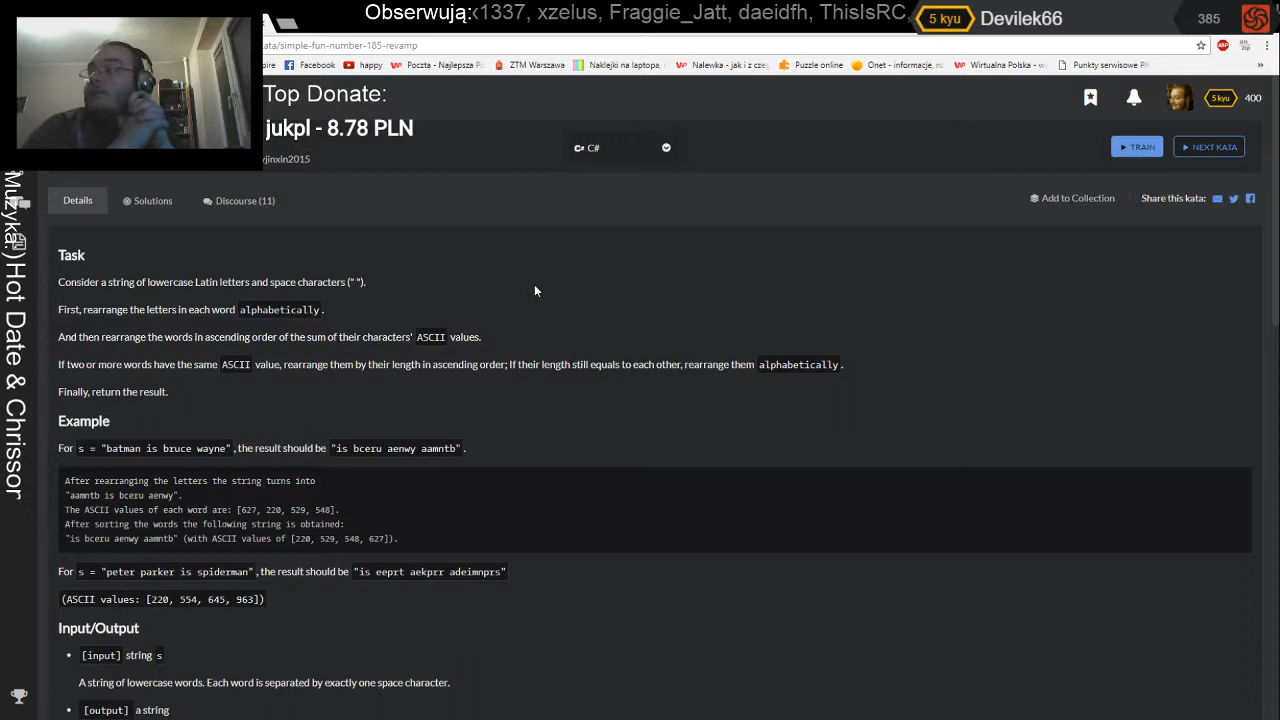 Obserwują:x1337, xzelus, Fraggie_Jatt, daeidfh, ThisIsRC,
5 kyu Devilek66 385
kata/simple-fun-number-185-revamp
Facebook happy Poczta - Najlepsza P ZTM Warszawa Naklejki na laptopa, Nalewka - jak i z czeg Puzzle online Onet - informacje, ro Wirtualna Polska - w Punkty serwisowe Ph »
Top Donate:
jukpl - 8.78 PLN
C#
5 kyu 400
TRAIN NEXT KATA
yjinxin2015
Muzyka:)Hot Date & Chrissor
Details Solutions Discourse (11) Add to Collection Share this kata:
Task
Consider a string of lowercase Latin letters and space characters (" ").
First, rearrange the letters in each word alphabetically.
And then rearrange the words in ascending order of the sum of their characters' ASCII values.
If two or more words have the same ASCII value, rearrange them by their length in ascending order; If their length still equals to each other, rearrange them alphabetically.
Finally, return the result.
Example
For s = "batman is bruce wayne", the result should be "is bceru aenwy aamntb".
After rearranging the letters the string turns into
"aamntb is bceru aenwy".
The ASCII values of each word are: [627, 220, 529, 548].
After sorting the words the following string is obtained:
"is bceru aenwy aamntb" (with ASCII values of [220, 529, 548, 627]).
For s = "peter parker is spiderman", the result should be "is eeprt aekprr adeimnprs"
(ASCII values: [220, 554, 645, 963])
Input/Output
• [input] string s
A string of lowercase words. Each word is separated by exactly one space character.
• [output] a string